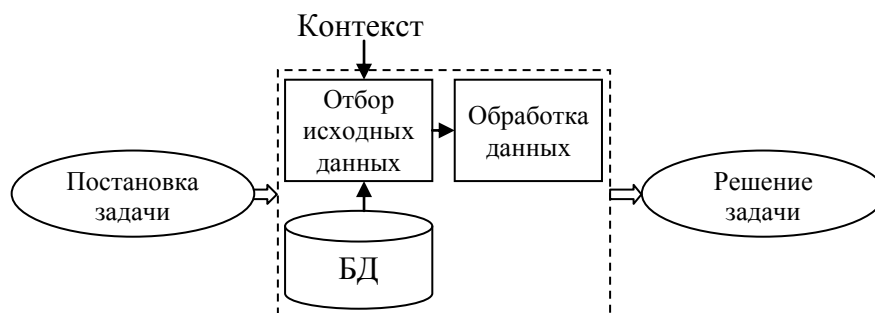 Контекст
Отбор
исходных
данных
Обработка
данных
Постановка
задачи
Решение
задачи
БД